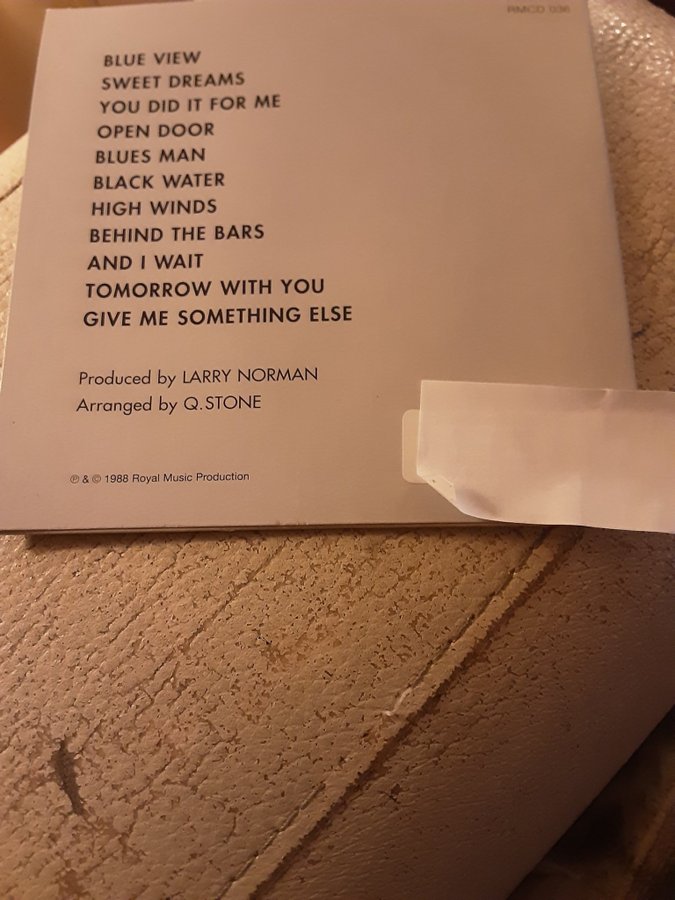 RMCD 036
BLUE VIEW
SWEET DREAMS
YOU DID IT FOR ME
OPEN DOOR
BLUES MAN
BLACK WATER
HIGH WINDS
BEHIND THE BARS
AND I WAIT
TOMORROW WITH YOU
GIVE ME SOMETHING ELSE
Produced by LARRY NORMAN
Arranged by Q.STONE
℗ & © 1988 Royal Music Production